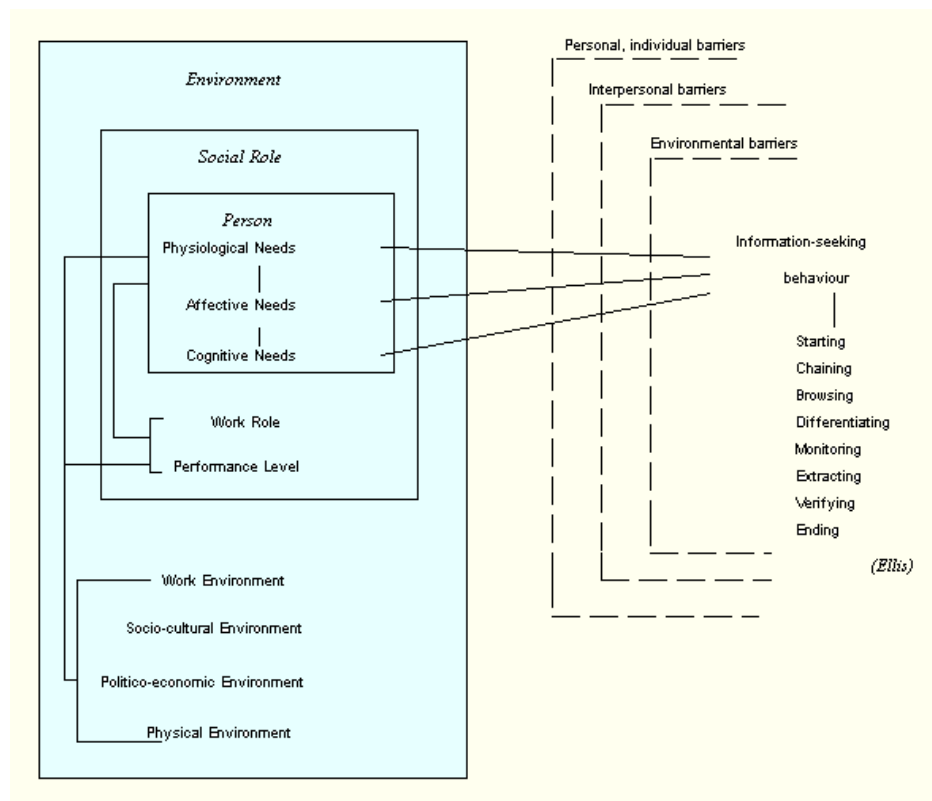 Environment
Social Role
Person
Physiological Needs
Affective Needs
Cognitive Needs
Work Role
Performance Level
Work Environment
Socio-cultural Environment
Politico-economic Environment
Physical Environment
Personal, individual barriers
Interpersonal barriers
Environmental barriers
Information-seeking
behaviour
Starting
Chaining
Browsing
Differentiating
Monitoring
Extracting
Verifying
Ending
(Ellis)